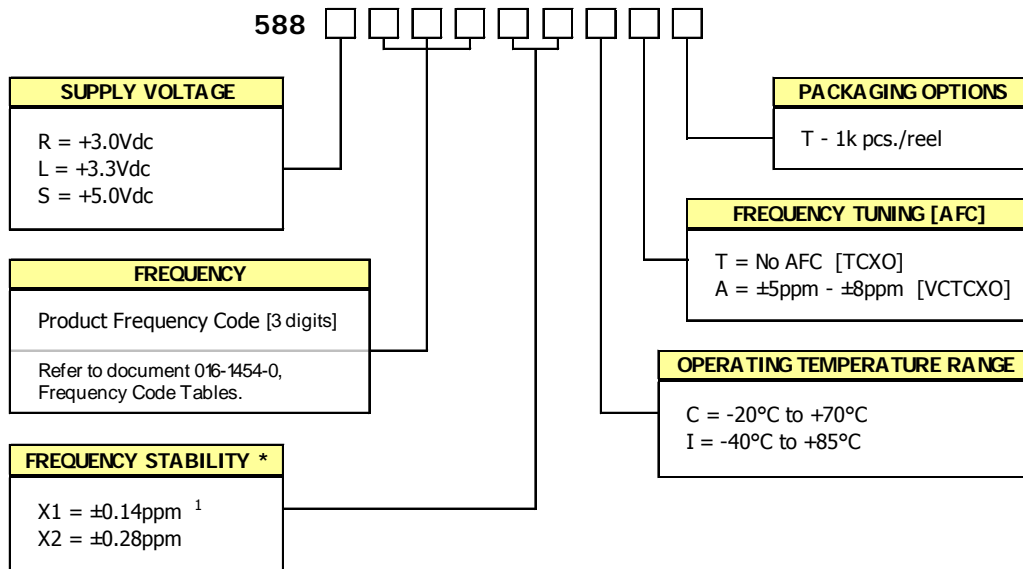 588
SUPPLY VOLTAGE
R = +3.0Vdc
L = +3.3Vdc
S = +5.0Vdc
FREQUENCY
Product Frequency Code [3 digits]
Refer to document 016-1454-0,
Frequency Code Tables.
FREQUENCY STABILITY *
X1 = ±0.14ppm ¹
X2 = ±0.28ppm
PACKAGING OPTIONS
T - 1k pcs./reel
FREQUENCY TUNING [AFC]
T = No AFC [TCXO]
A = ±5ppm - ±8ppm [VCTCXO]
OPERATING TEMPERATURE RANGE
C = -20°C to +70°C
I = -40°C to +85°C